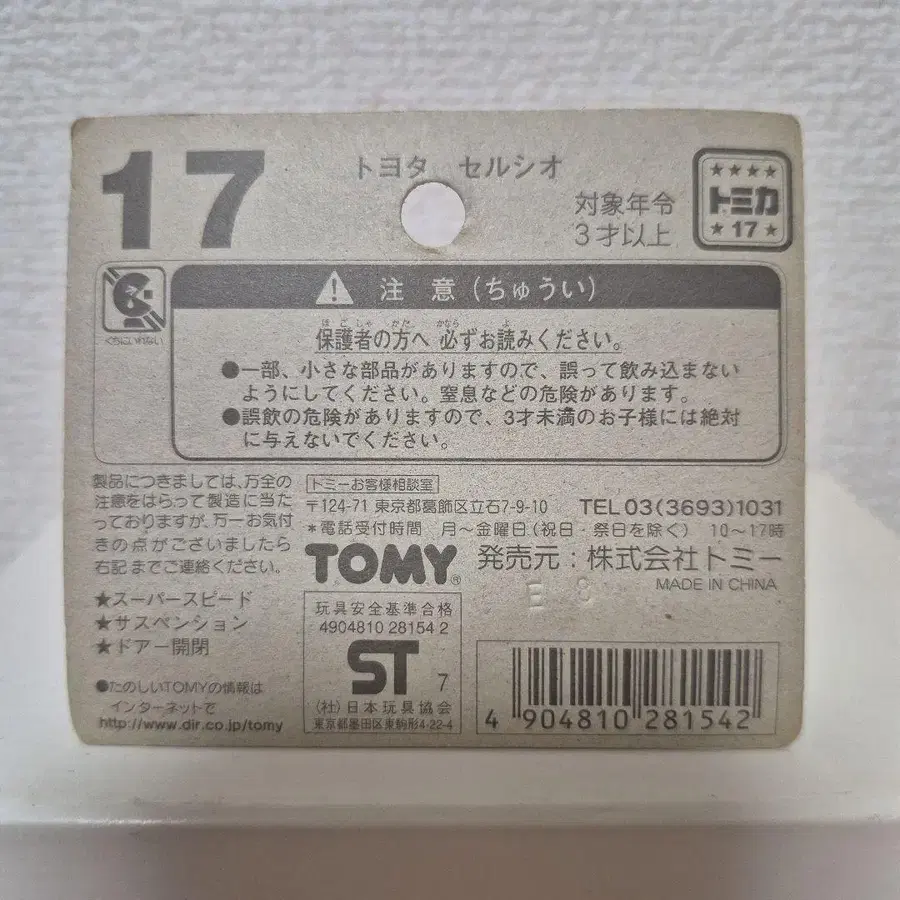 17
トヨタ セルシオ
対象年令
3才以上
★★★★
トミカ
★17★
くちにいれない
注 意(ちゅうい)
ほごしゃ かた かなら よ
保護者の方へ 必ずお読みください。
●一部、小さな部品がありますので、誤って飲み込まない
ようにしてください。窒息などの危険があります。
●誤飲の危険がありますので、3才未満のお子様には絶対
に与えないでください。
製品につきましては、万全の
注意をはらって製造に当た
っておりますが、万一お気付
きの点がございましたら
右記までご連絡ください。
★スーパースピード
★サスペンション
★ドアー開閉
●たのしいTOMYの情報は
インターネットで
http://www.dir.co.jp/tomy
トミーお客様相談室
〒124-71 東京都葛飾区立石7-9-10 TEL 03(3693)1031
*電話受付時間 月~金曜日(祝日・祭日を除く) 10~17時
TOMY® 発売元:株式会社トミー
MADE IN CHINA
E 8
玩具安全基準合格
4904810 28154 2
ST 7
(社)日本玩具協会
東京都墨田区東駒形4-22-4
4 904810 281542